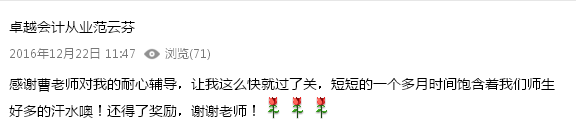 卓越会计从业范云芬
2016年12月22日 11:47 浏览(71)
感谢曹老师对我的耐心辅导，让我这么快就过了关，短短的一个多月时间饱含着我们师生
好多的汗水噢！还得了奖励，谢谢老师！